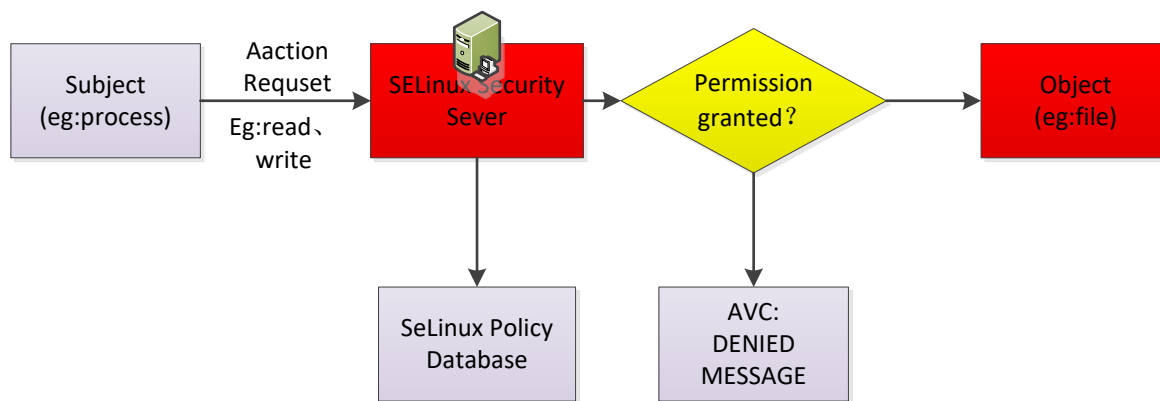 Subject
(eg:process)
Aaction
Requset
Eg:read、
write
SELinux Security
Sever
Permission
granted？
Object
(eg:file)
SeLinux Policy
Database
AVC:
DENIED
MESSAGE